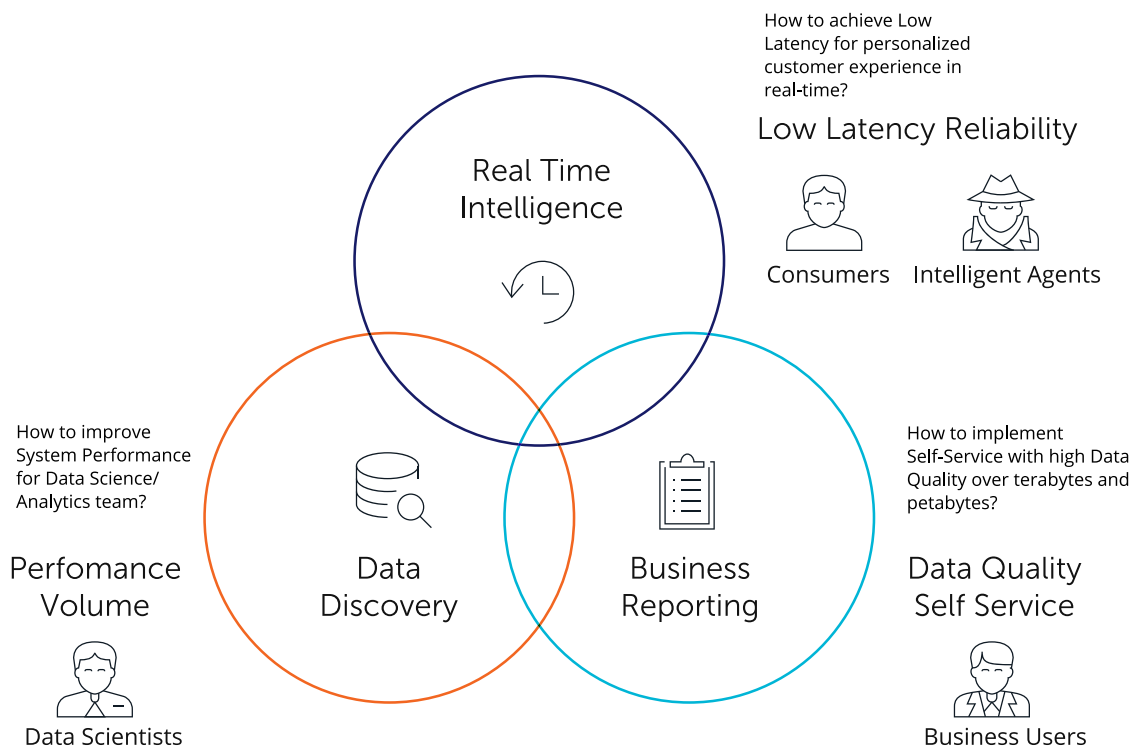 How to achieve Low
Latency for personalized
customer experience in
real-time?
Low Latency Reliability
Consumers
Intelligent Agents
Real Time
Intelligence
How to improve
System Performance
for Data Science/
Analytics team?
Perfomance
Volume
Data Scientists
Data
Discovery
Business
Reporting
How to implement
Self-Service with high Data
Quality over terabytes and
petabytes?
Data Quality
Self Service
Business Users